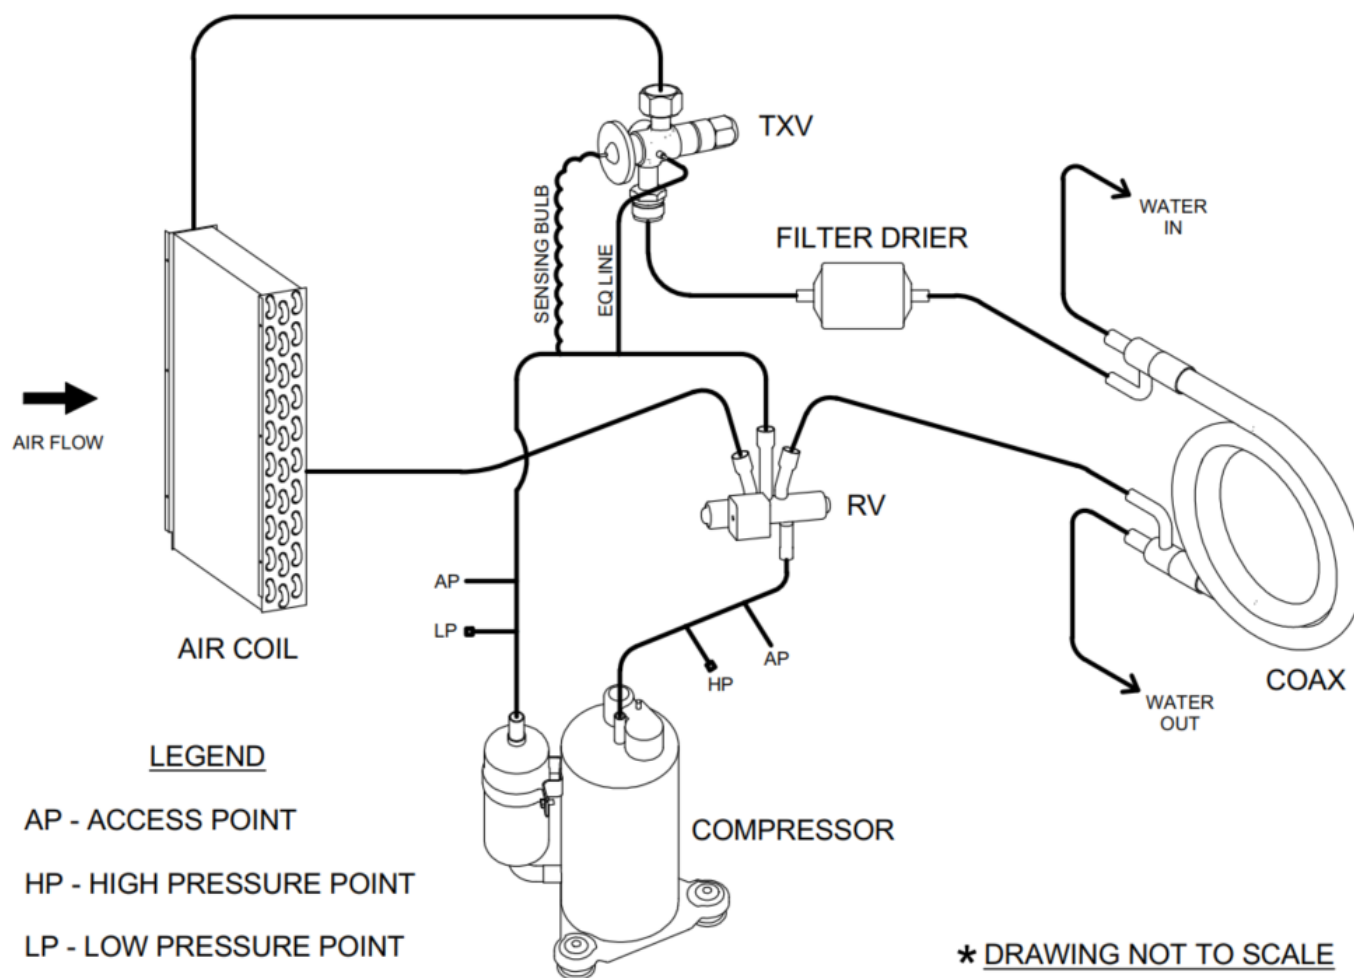 TXV
SENSING BULB
EQ LINE
FILTER DRIER
WATER
IN
AIR FLOW
RV
AP
LP
AIR COIL
HP
AP
COAX
WATER
OUT
LEGEND
AP - ACCESS POINT
HP - HIGH PRESSURE POINT
LP - LOW PRESSURE POINT
COMPRESSOR
* DRAWING NOT TO SCALE